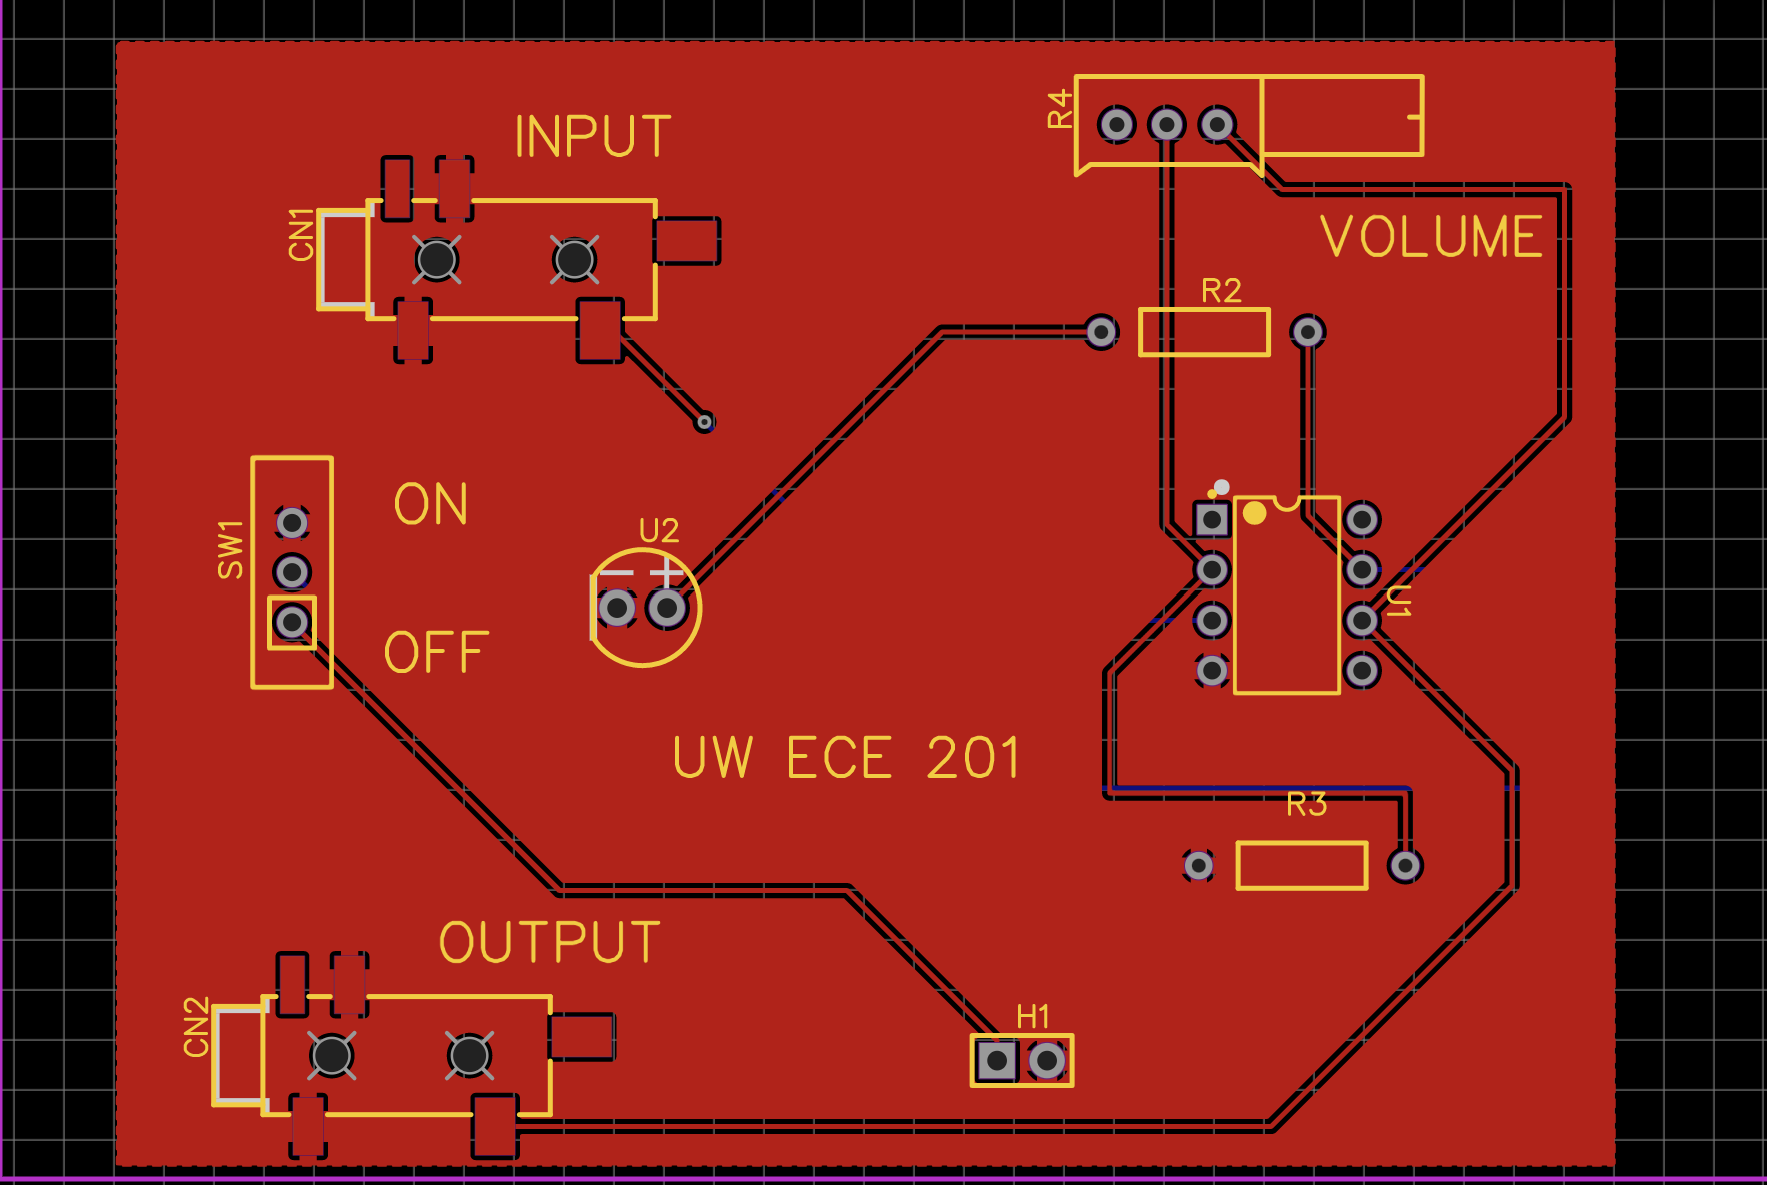 INPUT
R4
CN1
VOLUME
R2
ON
SW1
U2
OFF
U1
UW ECE 201
R3
OUTPUT
CN2
H1